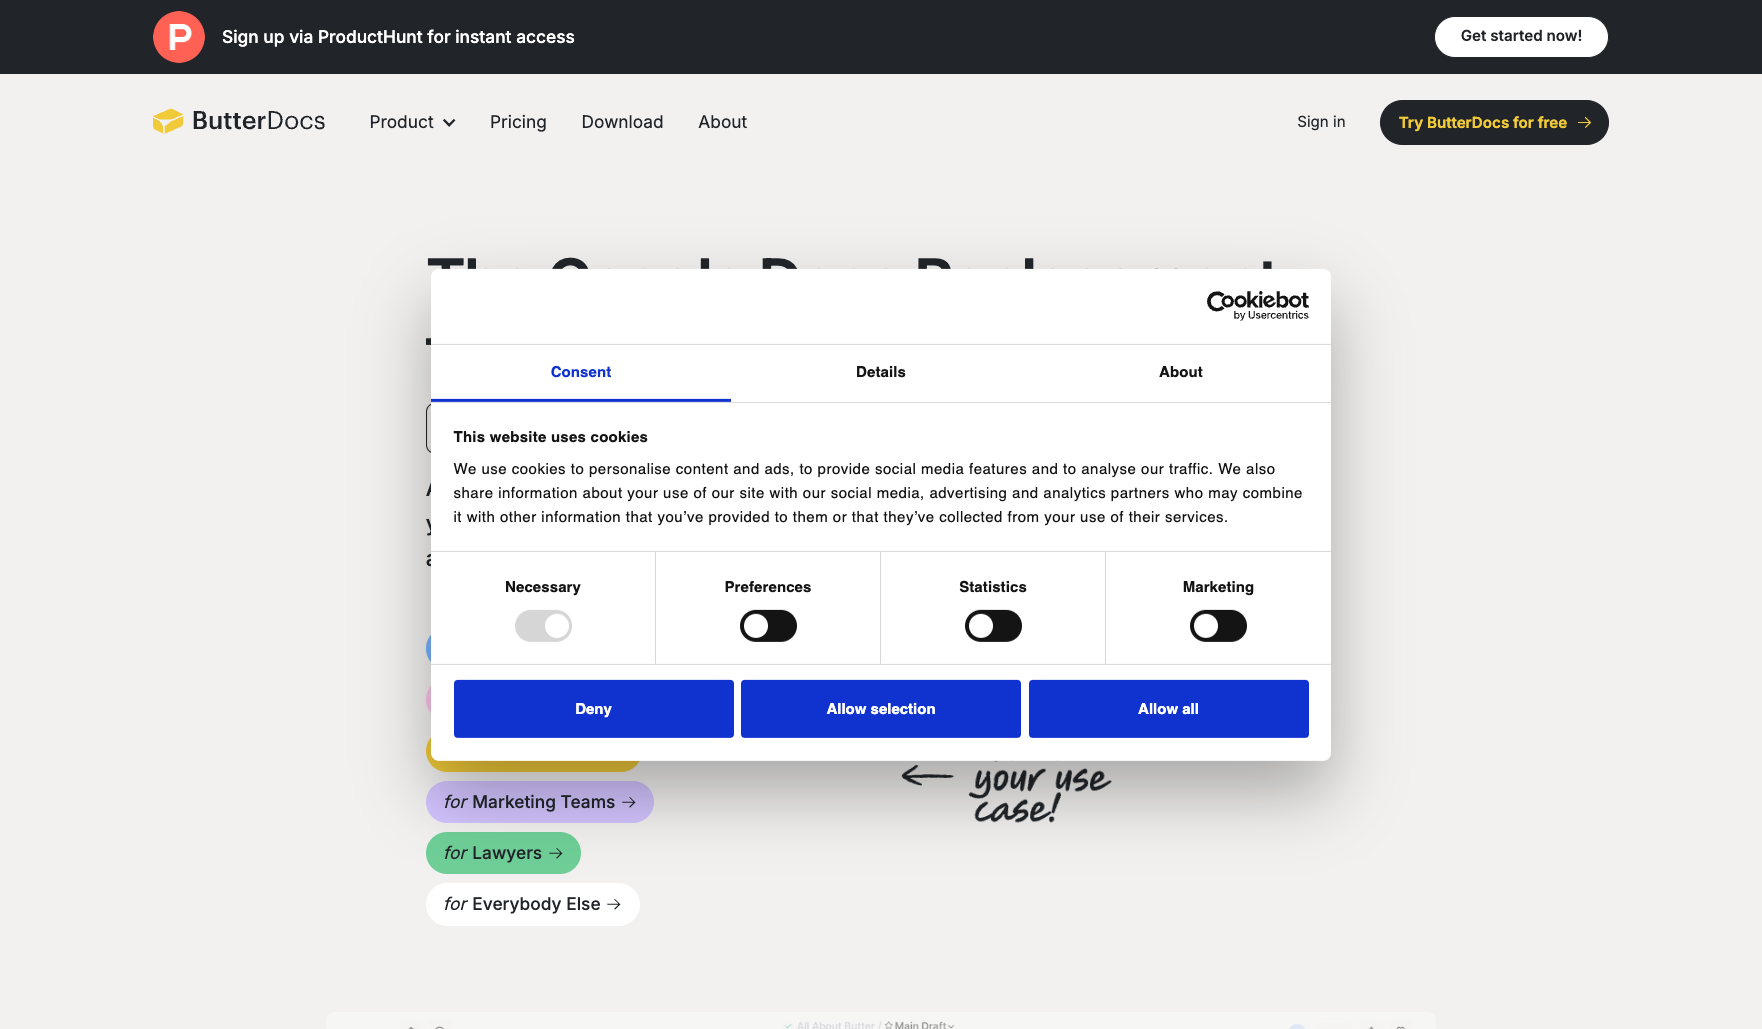 P
Sign up via ProductHunt for instant access
Get started now!
ButterDocs
Product
Pricing
Download
About
Sign in
Try ButterDocs for free →
Cookiebot
by Usercentrics
Consent
Details
About
This website uses cookies
We use cookies to personalise content and ads, to provide social media features and to analyse our traffic. We also
share information about your use of our site with our social media, advertising and analytics partners who may combine
it with other information that you've provided to them or that they've collected from your use of their services.
Necessary
Preferences
Statistics
Marketing
Deny
Allow selection
Allow all
your use
case!
for Marketing Teams →
for Lawyers →
for Everybody Else →
All About Butter / Main Draft